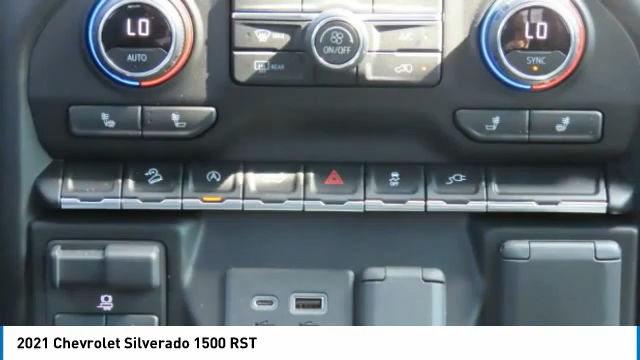 LO
LO
AUTO
ON/OFF
A/C
SYNC
REAR
2021 Chevrolet Silverado 1500 RST